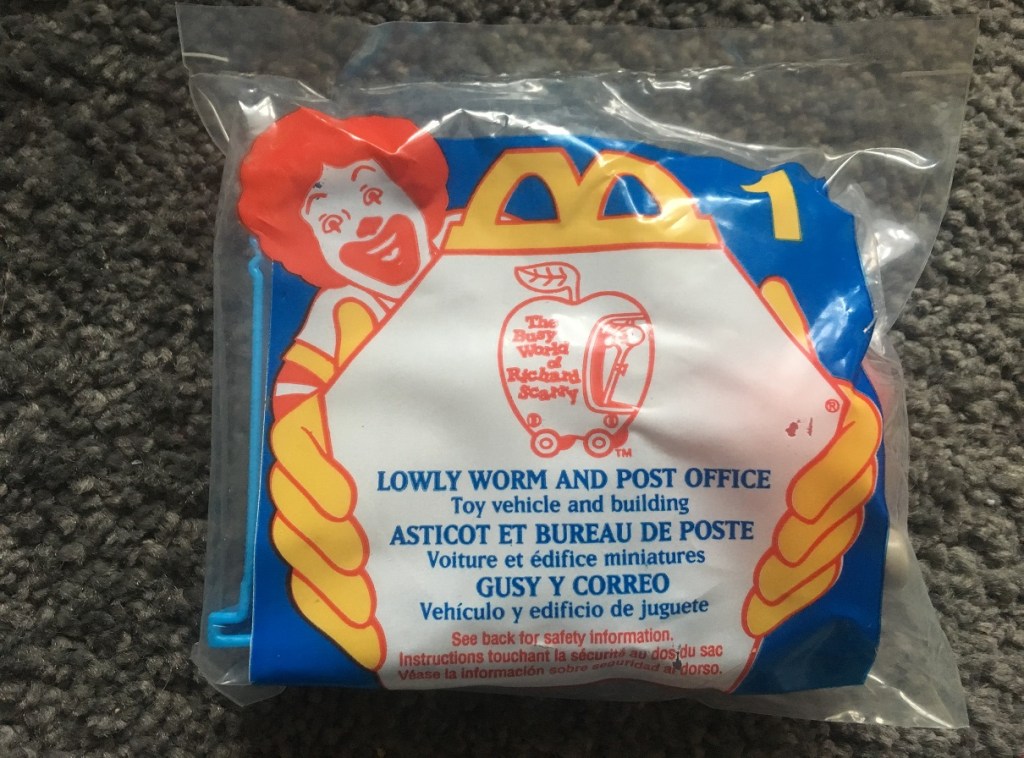 1
The
Busy
World
of
Richard
Scarry
TM
®
LOWLY WORM AND POST OFFICE
Toy vehicle and building
ASTICOT ET BUREAU DE POSTE
Voiture et édifice miniatures
GUSY Y CORREO
Vehículo y edificio de juguete
See back for safety information.
Instructions touchant la sécurité au dos du sac
Véase la información sobre seguridad al dorso.